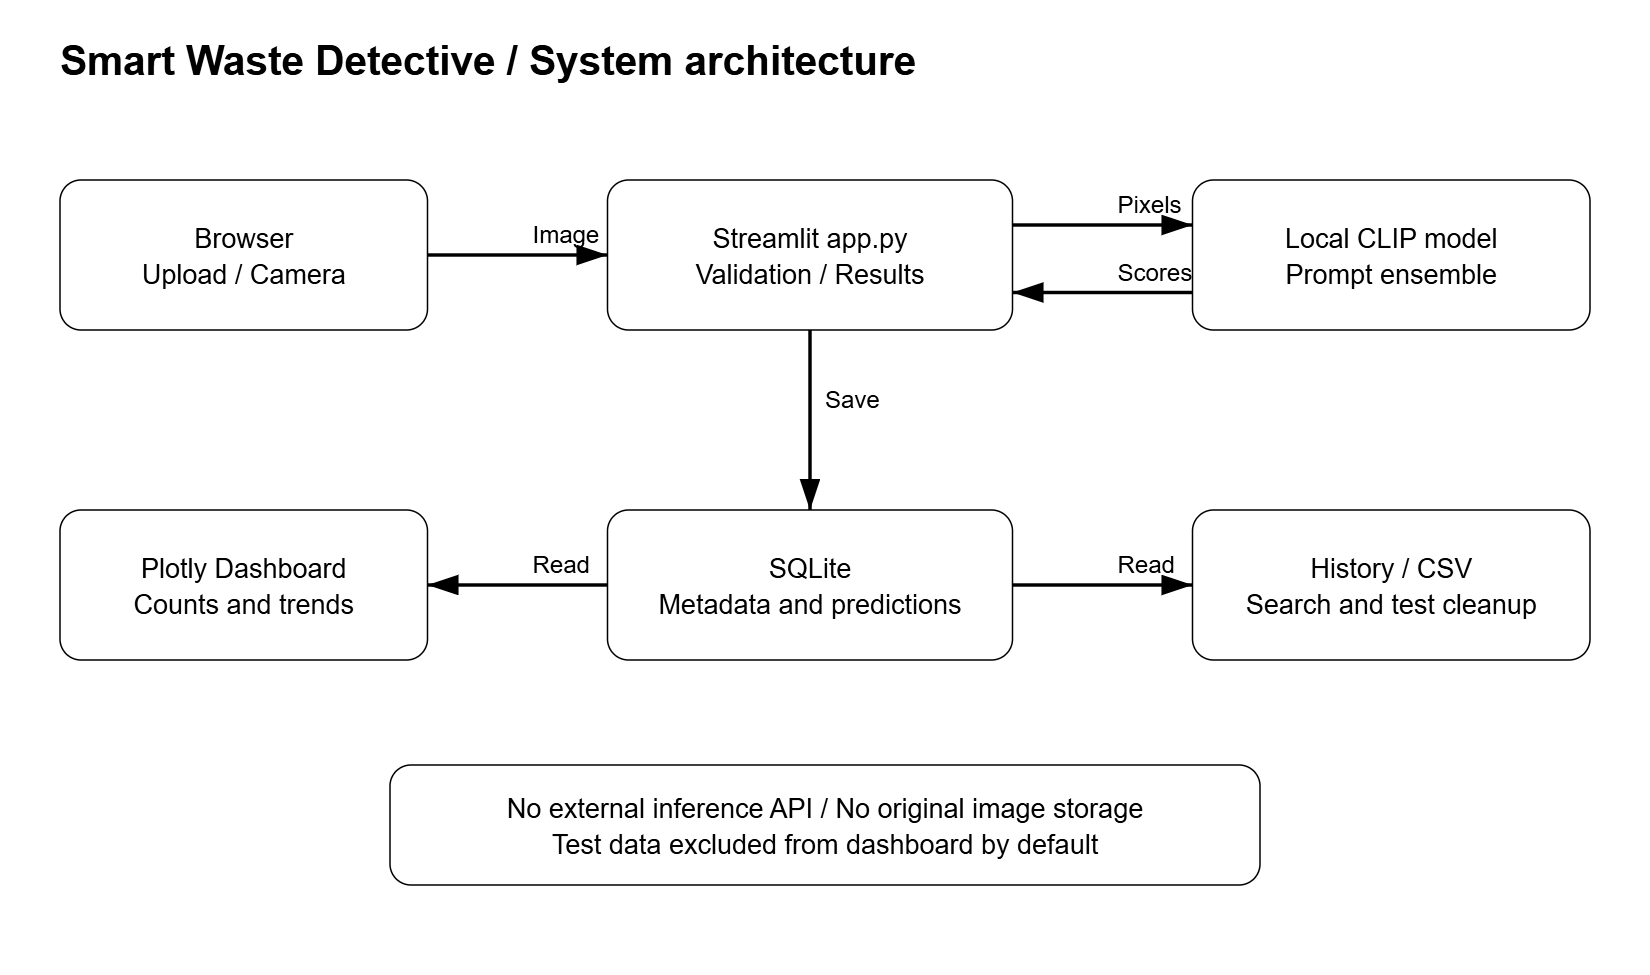 Smart Waste Detective / System architecture
Browser
Upload / Camera
Image
Streamlit app.py
Validation / Results
Pixels
Scores
Local CLIP model
Prompt ensemble
Save
Plotly Dashboard
Counts and trends
Read
SQLite
Metadata and predictions
Read
History / CSV
Search and test cleanup
No external inference API / No original image storage
Test data excluded from dashboard by default